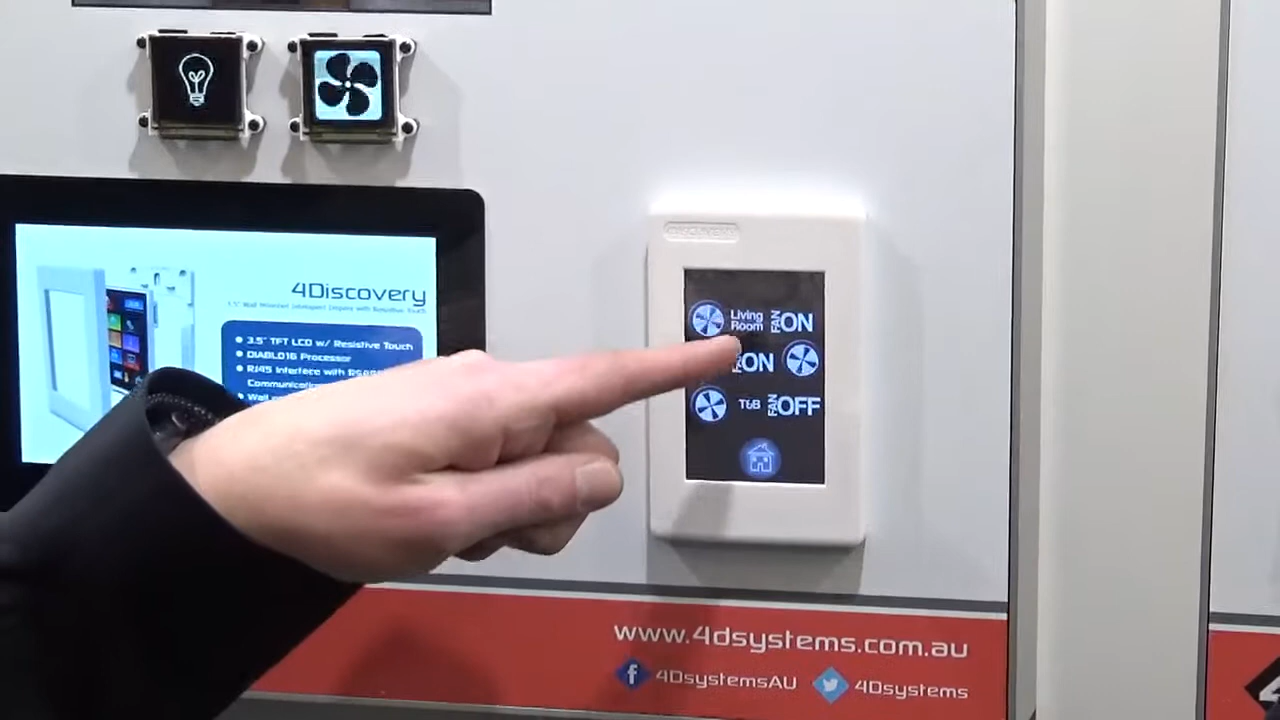 4Discovery
3.5" TFT LCD w/ Resistive Touch
DIABLO16 Processor
RJ45 Interface with
Communication
Wall
4DISCOVERY
Living
Room
FAN ON
ON
T&B
FAN OFF
www.4dsystems.com.au
f 4DsystemsAU
4Dsystems